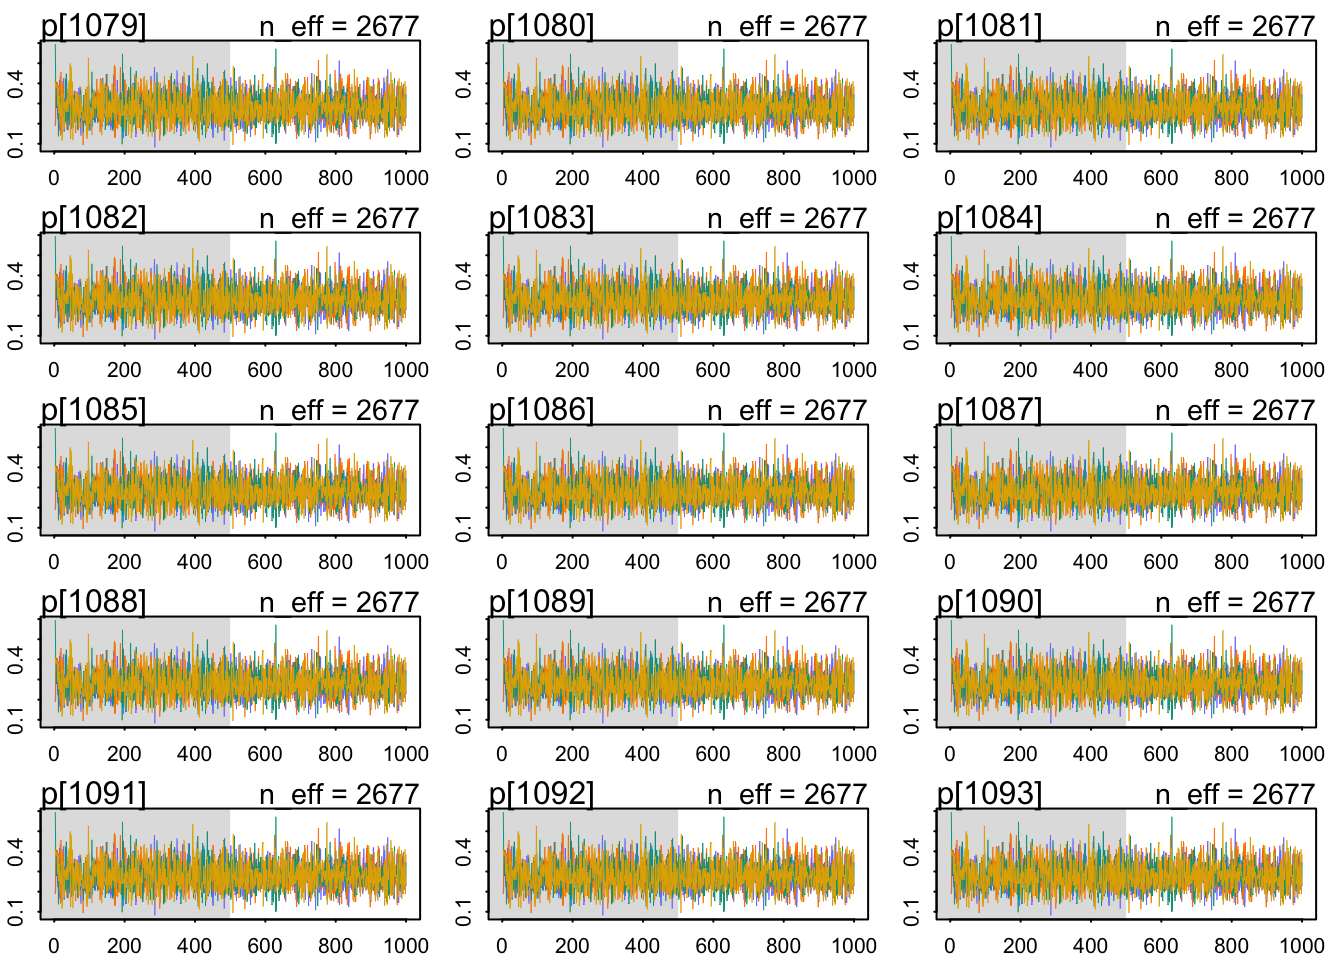 p[1079] n_eff = 2677 p[1080] n_eff = 2677 p[1081] n_eff = 2677
0.1 0.4 0.1 0.4 0.1 0.4
0 200 400 600 800 1000 0 200 400 600 800 1000 0 200 400 600 800 1000
p[1082] n_eff = 2677 p[1083] n_eff = 2677 p[1084] n_eff = 2677
0.1 0.4 0.1 0.4 0.1 0.4
0 200 400 600 800 1000 0 200 400 600 800 1000 0 200 400 600 800 1000
p[1085] n_eff = 2677 p[1086] n_eff = 2677 p[1087] n_eff = 2677
0.1 0.4 0.1 0.4 0.1 0.4
0 200 400 600 800 1000 0 200 400 600 800 1000 0 200 400 600 800 1000
p[1088] n_eff = 2677 p[1089] n_eff = 2677 p[1090] n_eff = 2677
0.1 0.4 0.1 0.4 0.1 0.4
0 200 400 600 800 1000 0 200 400 600 800 1000 0 200 400 600 800 1000
p[1091] n_eff = 2677 p[1092] n_eff = 2677 p[1093] n_eff = 2677
0.1 0.4 0.1 0.4 0.1 0.4
0 200 400 600 800 1000 0 200 400 600 800 1000 0 200 400 600 800 1000